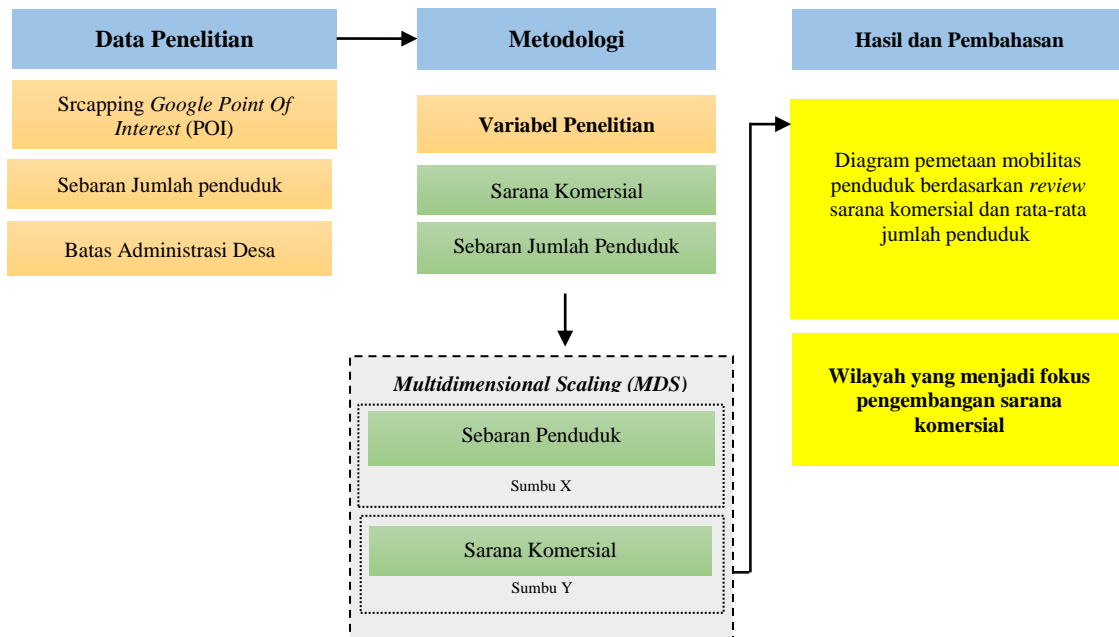 Data Penelitian
Srcapping Google Point Of
Interest (POI)
Sebaran Jumlah penduduk
Batas Administrasi Desa
Metodologi
Variabel Penelitian
Sarana Komersial
Sebaran Jumlah Penduduk
Multidimensional Scaling (MDS)
Sebaran Penduduk
Sumbu X
Sarana Komersial
Sumbu Y
Hasil dan Pembahasan
Diagram pemetaan mobilitas
penduduk berdasarkan review
sarana komersial dan rata-rata
jumlah penduduk
Wilayah yang menjadi fokus
pengembangan sarana
komersial